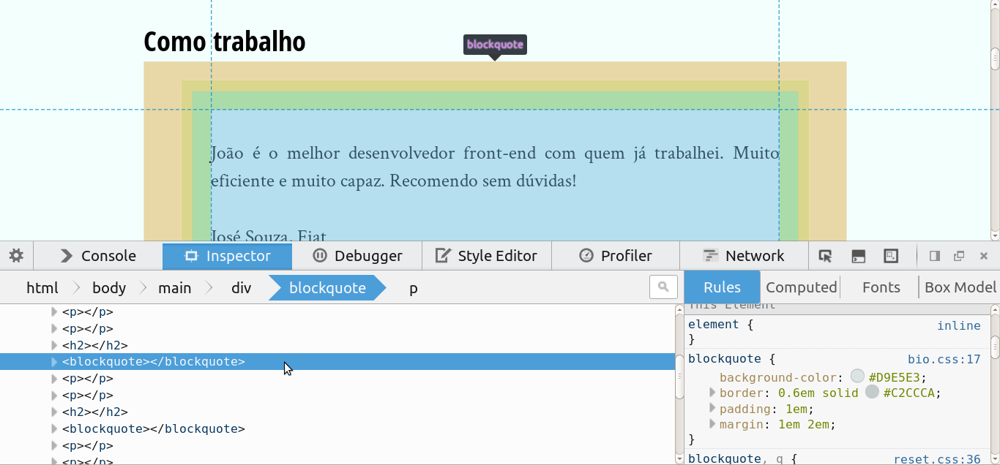 Como trabalho
blockquote
João é o melhor desenvolvedor front-end com quem já trabalhei. Muito
eficiente e muito capaz. Recomendo sem dúvidas!
José Souza, Fiat
Console Inspector Debugger Style Editor Profiler Network
html body main div blockquote p
Rules Computed Fonts Box Model
<p></p>
<p></p>
<h2></h2>
<blockquote></blockquote>
<p></p>
<p></p>
<h2></h2>
<blockquote></blockquote>
<p></p>
<p></p>
This Element
element { inline
}
blockquote { bio.css:17
background-color: #D9E5E3;
border: 0.6em solid #C2CCCA;
padding: 1em;
margin: 1em 2em;
}
blockquote, q { reset.css:36